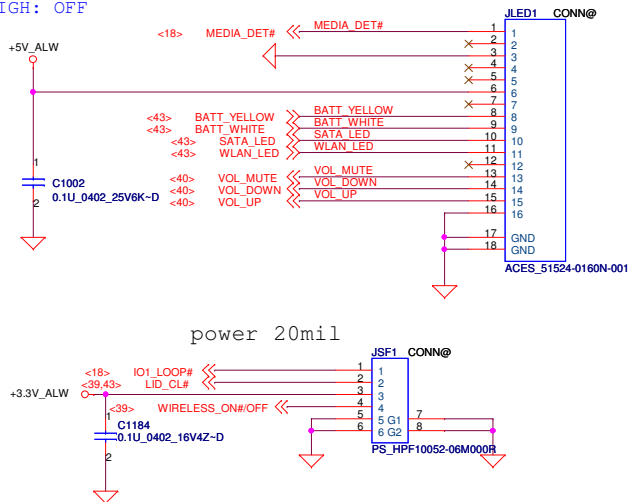 IGH: OFF
JLED1 CONN@
<18> MEDIA_DET# MEDIA_DET# 1 1
+5V_ALW
2 2
3 3
4 4
5 5
6 6
7 7
<43> BATT_YELLOW BATT_YELLOW 8 8
<43> BATT_WHITE BATT_WHITE 9 9
<43> SATA_LED SATA_LED 10 10
<43> WLAN_LED WLAN_LED 11 11
12 12
<40> VOL_MUTE VOL_MUTE 13 13
<40> VOL_DOWN VOL_DOWN 14 14
<40> VOL_UP VOL_UP 15 15
16 16
1
C1002
0.1U_0402_25V6K~D
2
17 GND
18 GND
ACES_51524-0160N-001
power 20mil
JSF1 CONN@
<18> IO1_LOOP# 1 1
<39,43> LID_CL# 2 2
+3.3V_ALW 3 3
<39> WIRELESS_ON#/OFF 4 4
5 5 G1 7
6 6 G2 8
1
C1184
0.1U_0402_16V4Z~D
2
PS_HPF10052-06M000R